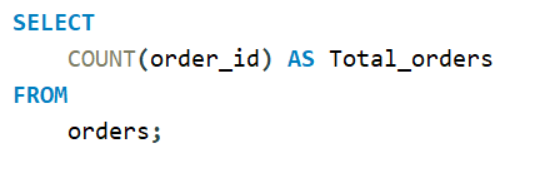 SELECT
COUNT(order_id) AS Total_orders
FROM
orders;